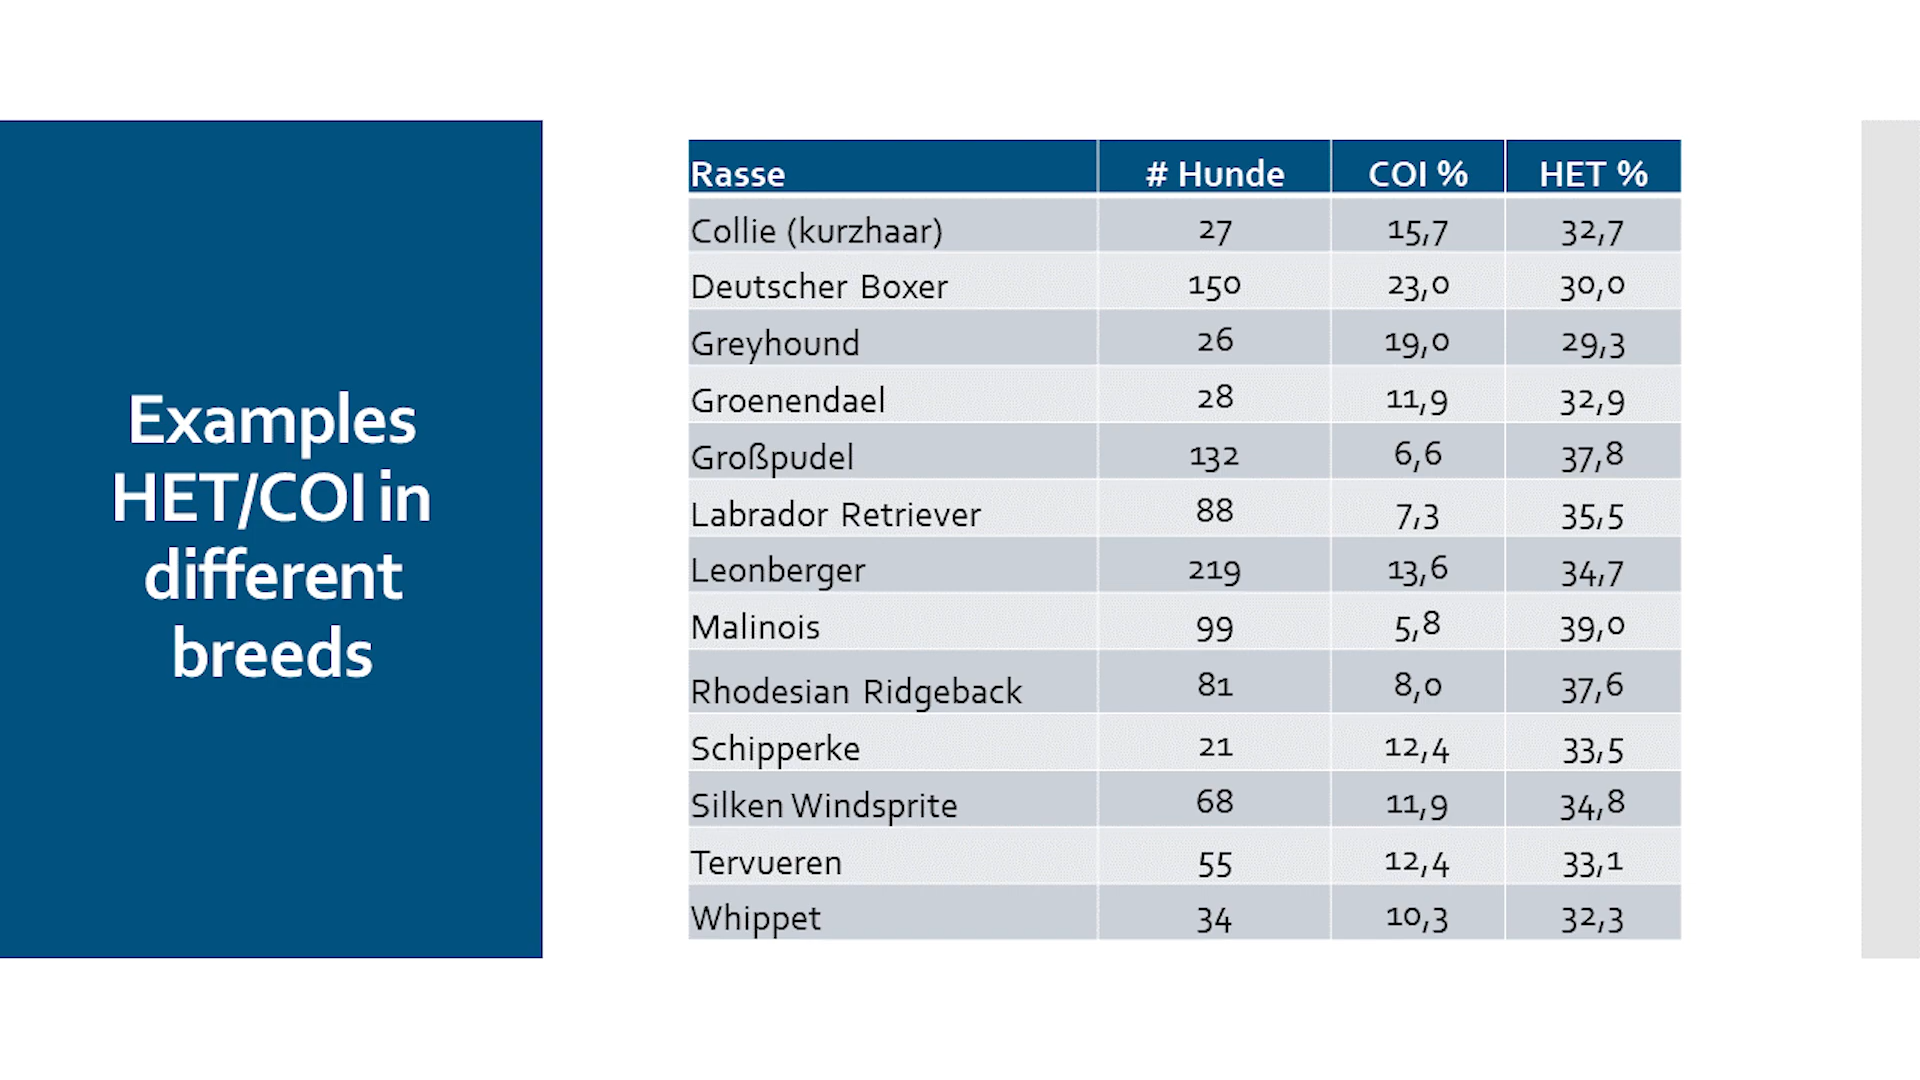 Examples
HET/COI in
different
breeds
Rasse # Hunde COI % HET %
Collie (kurzhaar) 27 15,7 32,7
Deutscher Boxer 150 23,0 30,0
Greyhound 26 19,0 29,3
Groenendael 28 11,9 32,9
Großpudel 132 6,6 37,8
Labrador Retriever 88 7,3 35,5
Leonberger 219 13,6 34,7
Malinois 99 5,8 39,0
Rhodesian Ridgeback 81 8,0 37,6
Schipperke 21 12,4 33,5
Silken Windsprite 68 11,9 34,8
Tervueren 55 12,4 33,1
Whippet 34 10,3 32,3